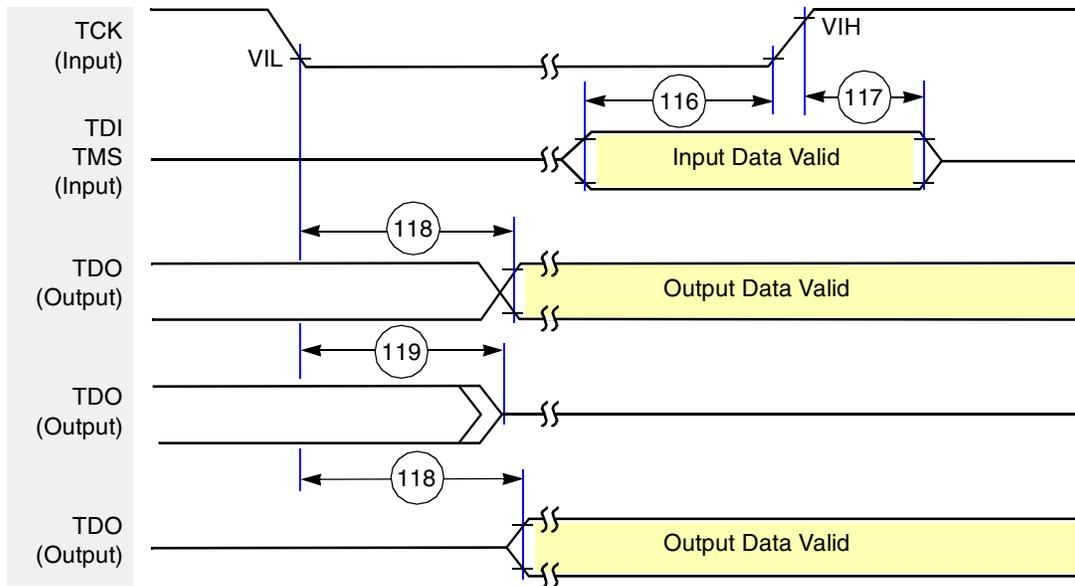 TCK
(Input)
VIL
VIH
116
117
TDI
TMS
(Input)
Input Data Valid
118
TDO
(Output)
Output Data Valid
119
TDO
(Output)
118
TDO
(Output)
Output Data Valid